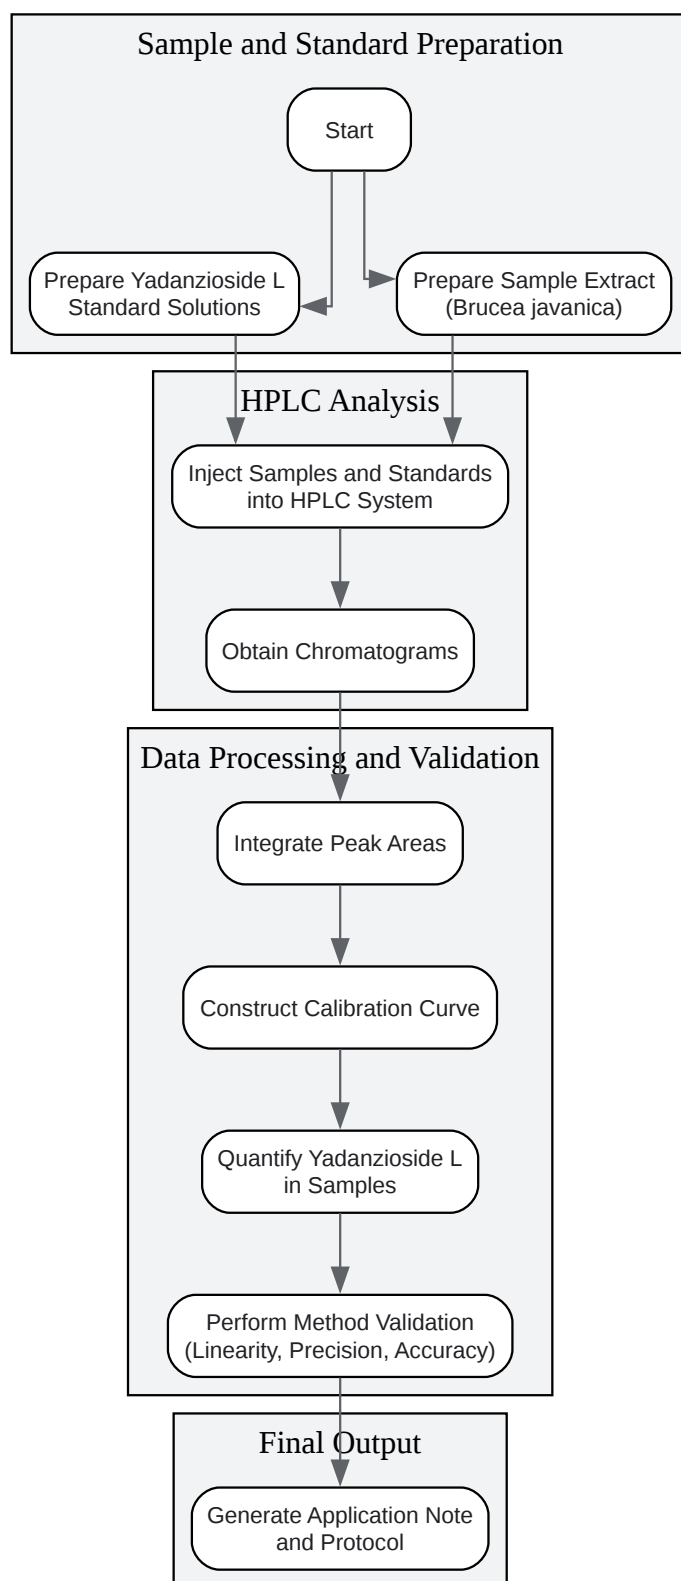 Sample and Standard Preparation
Start
Prepare Yadanzioside L
Standard Solutions
Prepare Sample Extract
(Brucea javanica)
HPLC Analysis
Inject Samples and Standards
into HPLC System
Obtain Chromatograms
Data Processing and Validation
Integrate Peak Areas
Construct Calibration Curve
Quantify Yadanzioside L
in Samples
Perform Method Validation
(Linearity, Precision, Accuracy)
Final Output
Generate Application Note
and Protocol